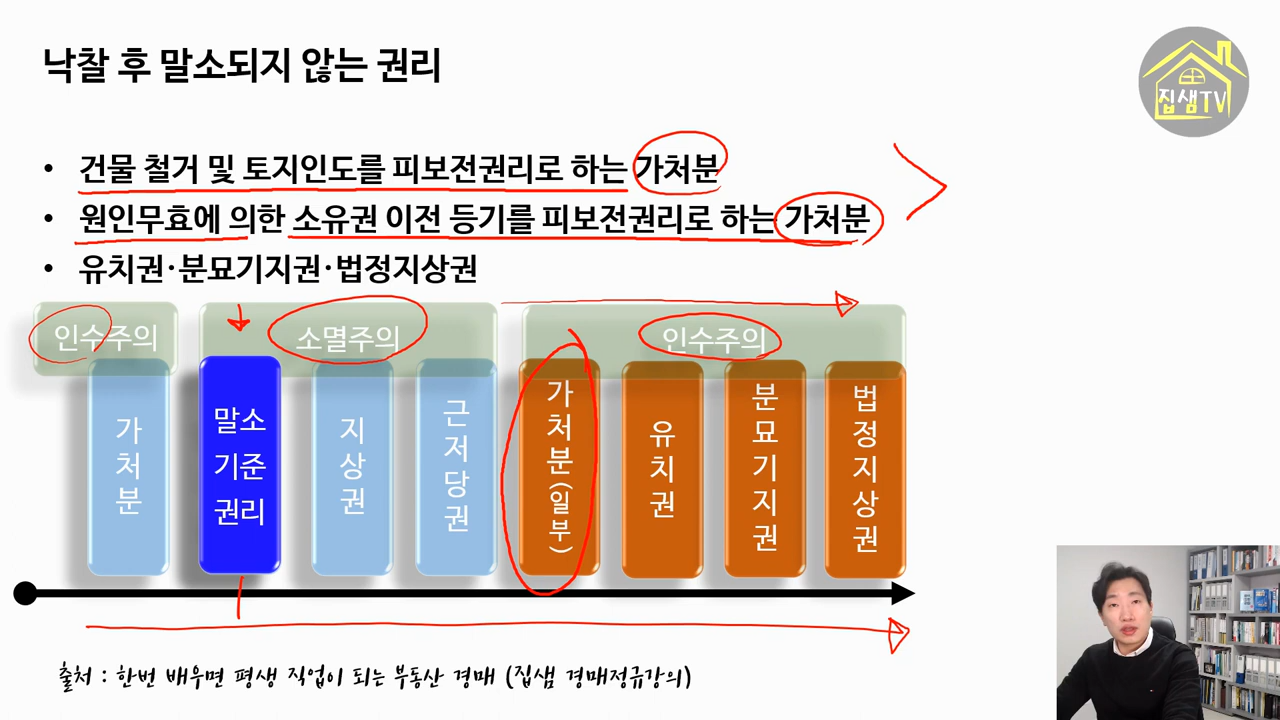 낙찰 후 말소되지 않는 권리
집샘TV
• 건물 철거 및 토지인도를 피보전권리로 하는 가처분
• 원인무효에 의한 소유권 이전 등기를 피보전권리로 하는 가처분
• 유치권·분묘기지권·법정지상권
인수주의
소멸주의
인수주의
가처분
말소
기준
권리
지상권
근저당권
가처분(일부)
유치권
분묘기지권
법정지상권
출처 : 한번 배우면 평생 직업이 되는 부동산 경매 (집샘 경매정규강의)